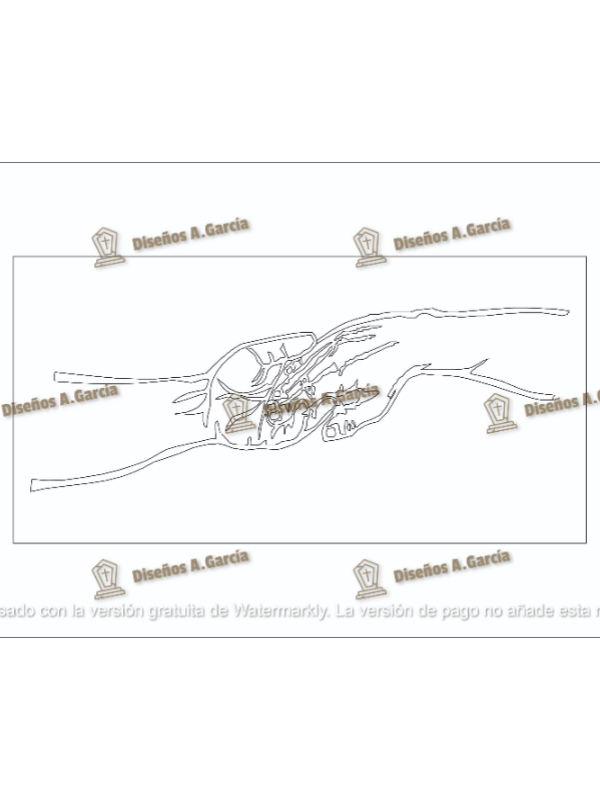 Diseños A.García Diseños A.García
Diseños A.García Diseños A.García Diseños A.García
Diseños A.García Diseños A.García
sado con la versión gratuita de Watermarkly. La versión de pago no añade esta